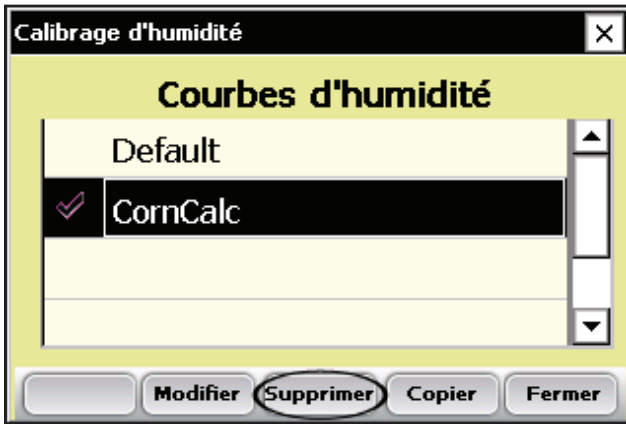 Calibrage d'humidité
Courbes d'humidité
Default
CornCalc
Modifier Supprimer Copier Fermer